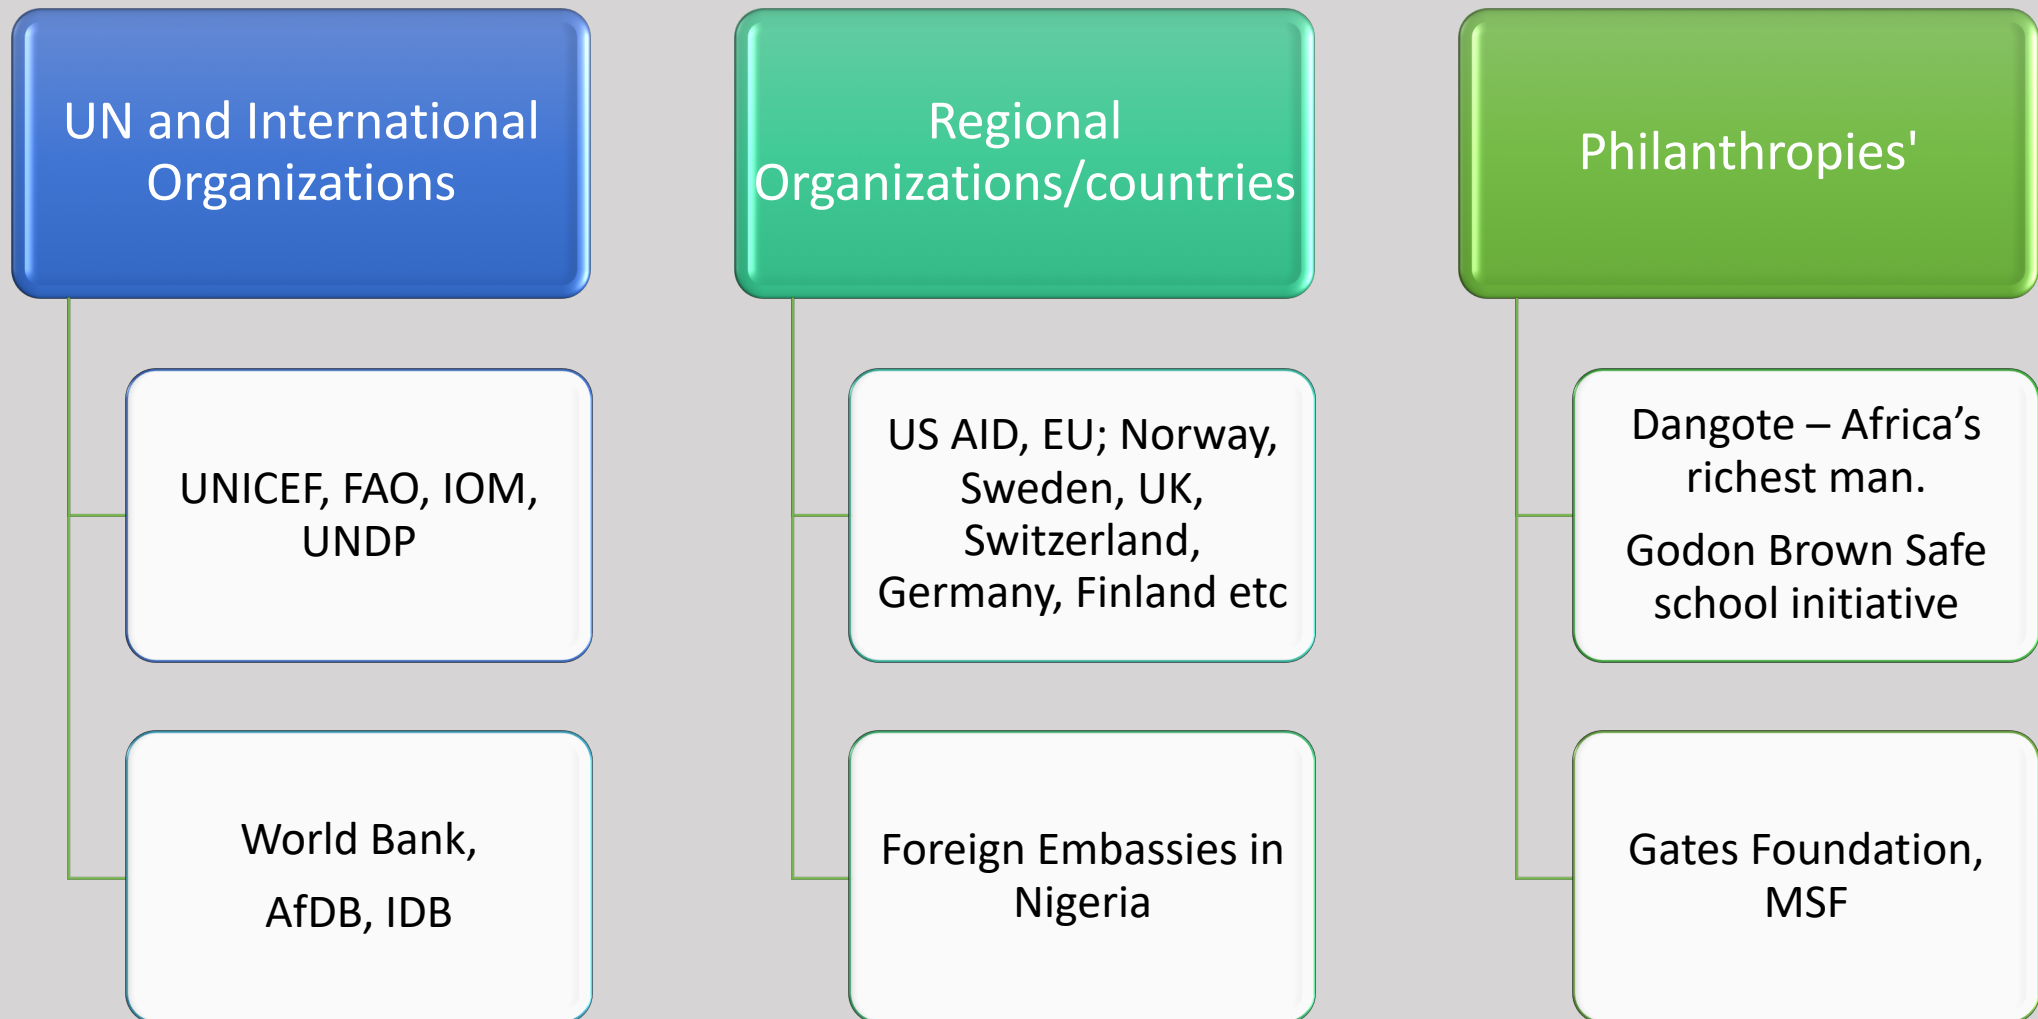 UN and International
Organizations
UNICEF, FAO, IOM,
UNDP
World Bank,
AfDB, IDB
Regional
Organizations/countries
US AID, EU; Norway,
Sweden, UK,
Switzerland,
Germany, Finland etc
Foreign Embassies in
Nigeria
Philanthropies'
Dangote – Africa’s
richest man.
Godon Brown Safe
school initiative
Gates Foundation,
MSF